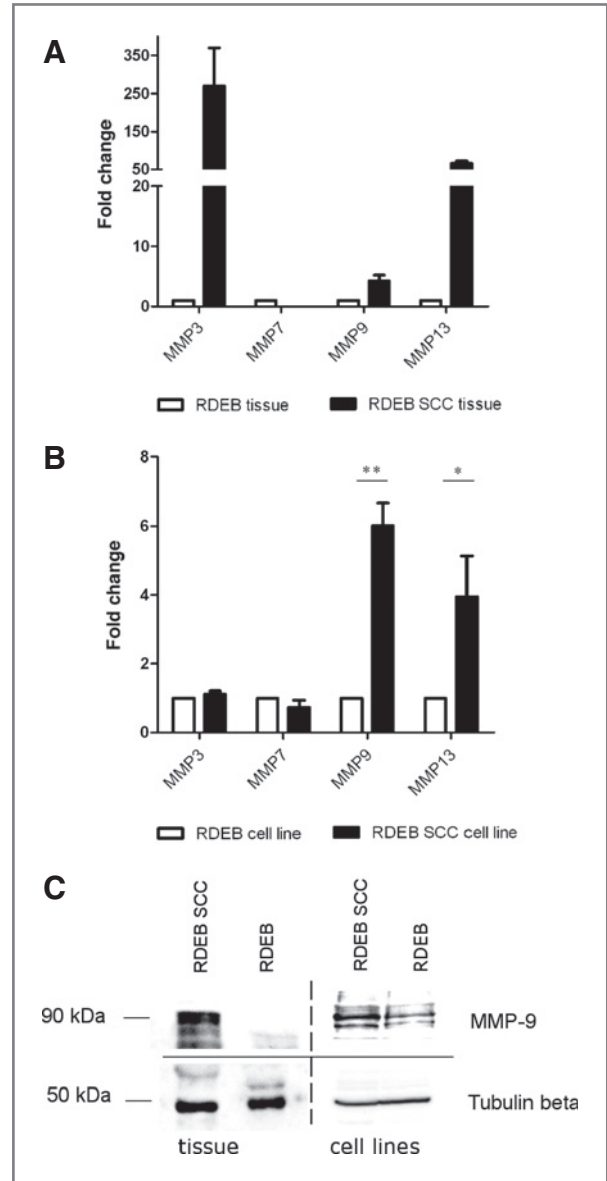 A
350
250
150
50
20
10
0
Fold change
MMP3
MMP7
MMP9
MMP13
RDEB tissue
RDEB SCC tissue
B
8
6
4
2
0
Fold change
**
*
MMP3
MMP7
MMP9
MMP13
RDEB cell line
RDEB SCC cell line
C
RDEB SCC
RDEB
RDEB SCC
RDEB
90 kDa
MMP-9
50 kDa
Tubulin beta
tissue
cell lines